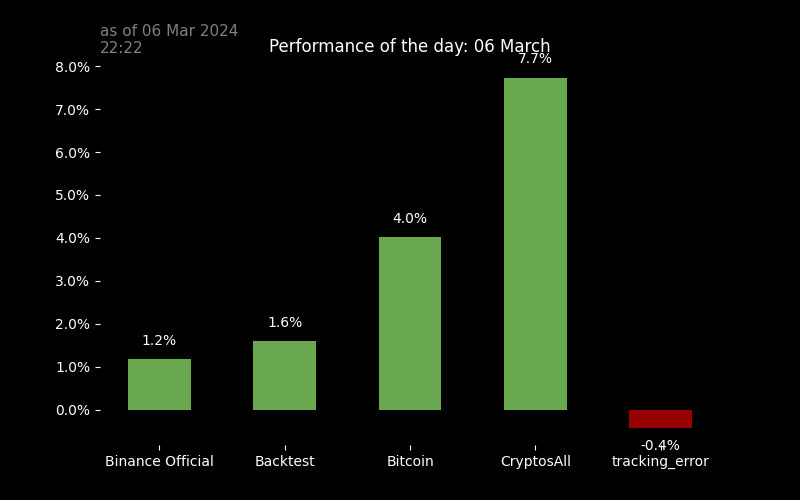 as of 06 Mar 2024
22:22
Performance of the day: 06 March
8.0%
7.0%
6.0%
5.0%
4.0%
3.0%
2.0%
1.0%
0.0%
1.2%
1.6%
4.0%
7.7%
-0.4%
Binance Official
Backtest
Bitcoin
CryptosAll
tracking_error